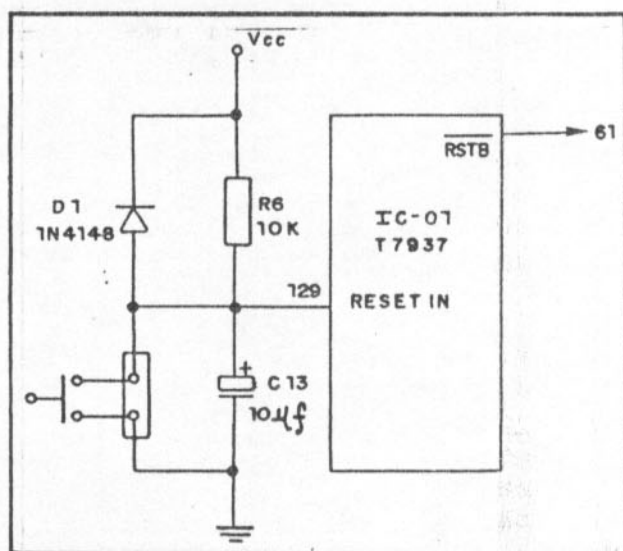 Vcc
RSTB
61
D1
1N4148
R6
10K
IC-01
T7937
129
RESET IN
+
C13
10µf